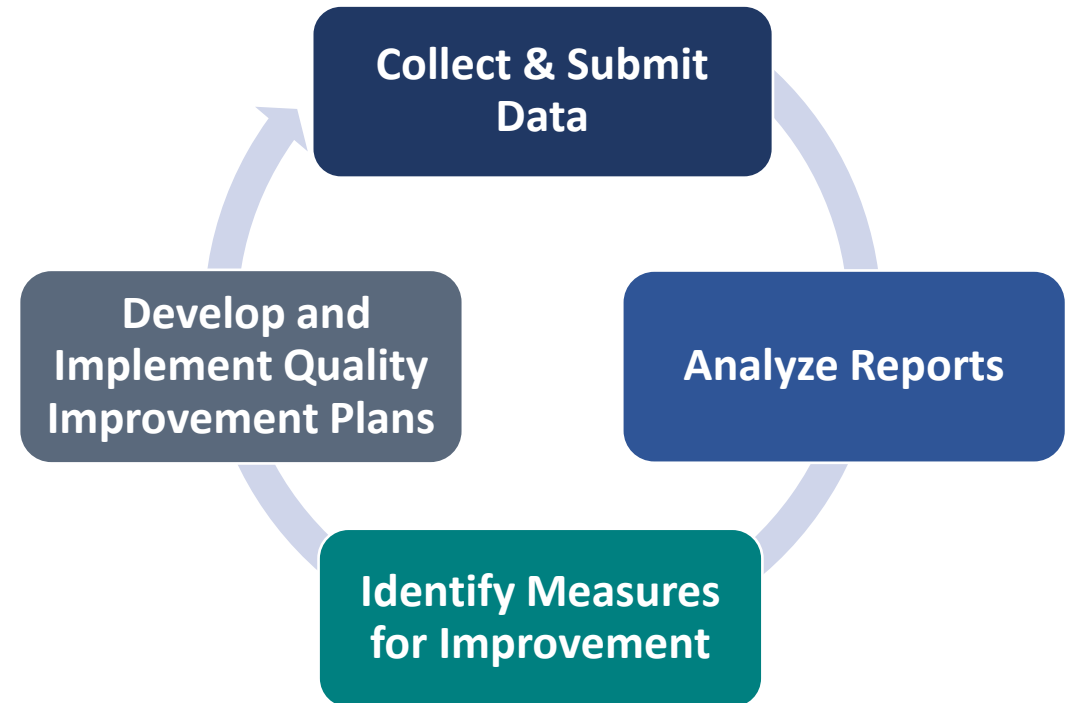 Collect & Submit
Data
Analyze Reports
Identify Measures
for Improvement
Develop and
Implement Quality
Improvement Plans